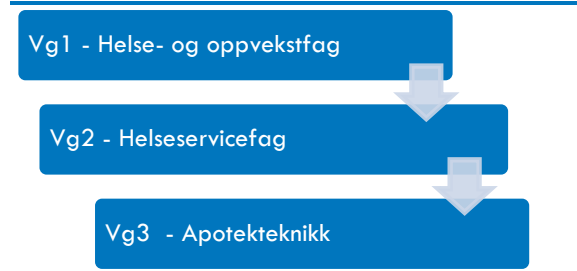 Vg1 - Helse- og oppvekstfag
Vg2 - Helseservicefag
Vg3 - Apotekteknikk